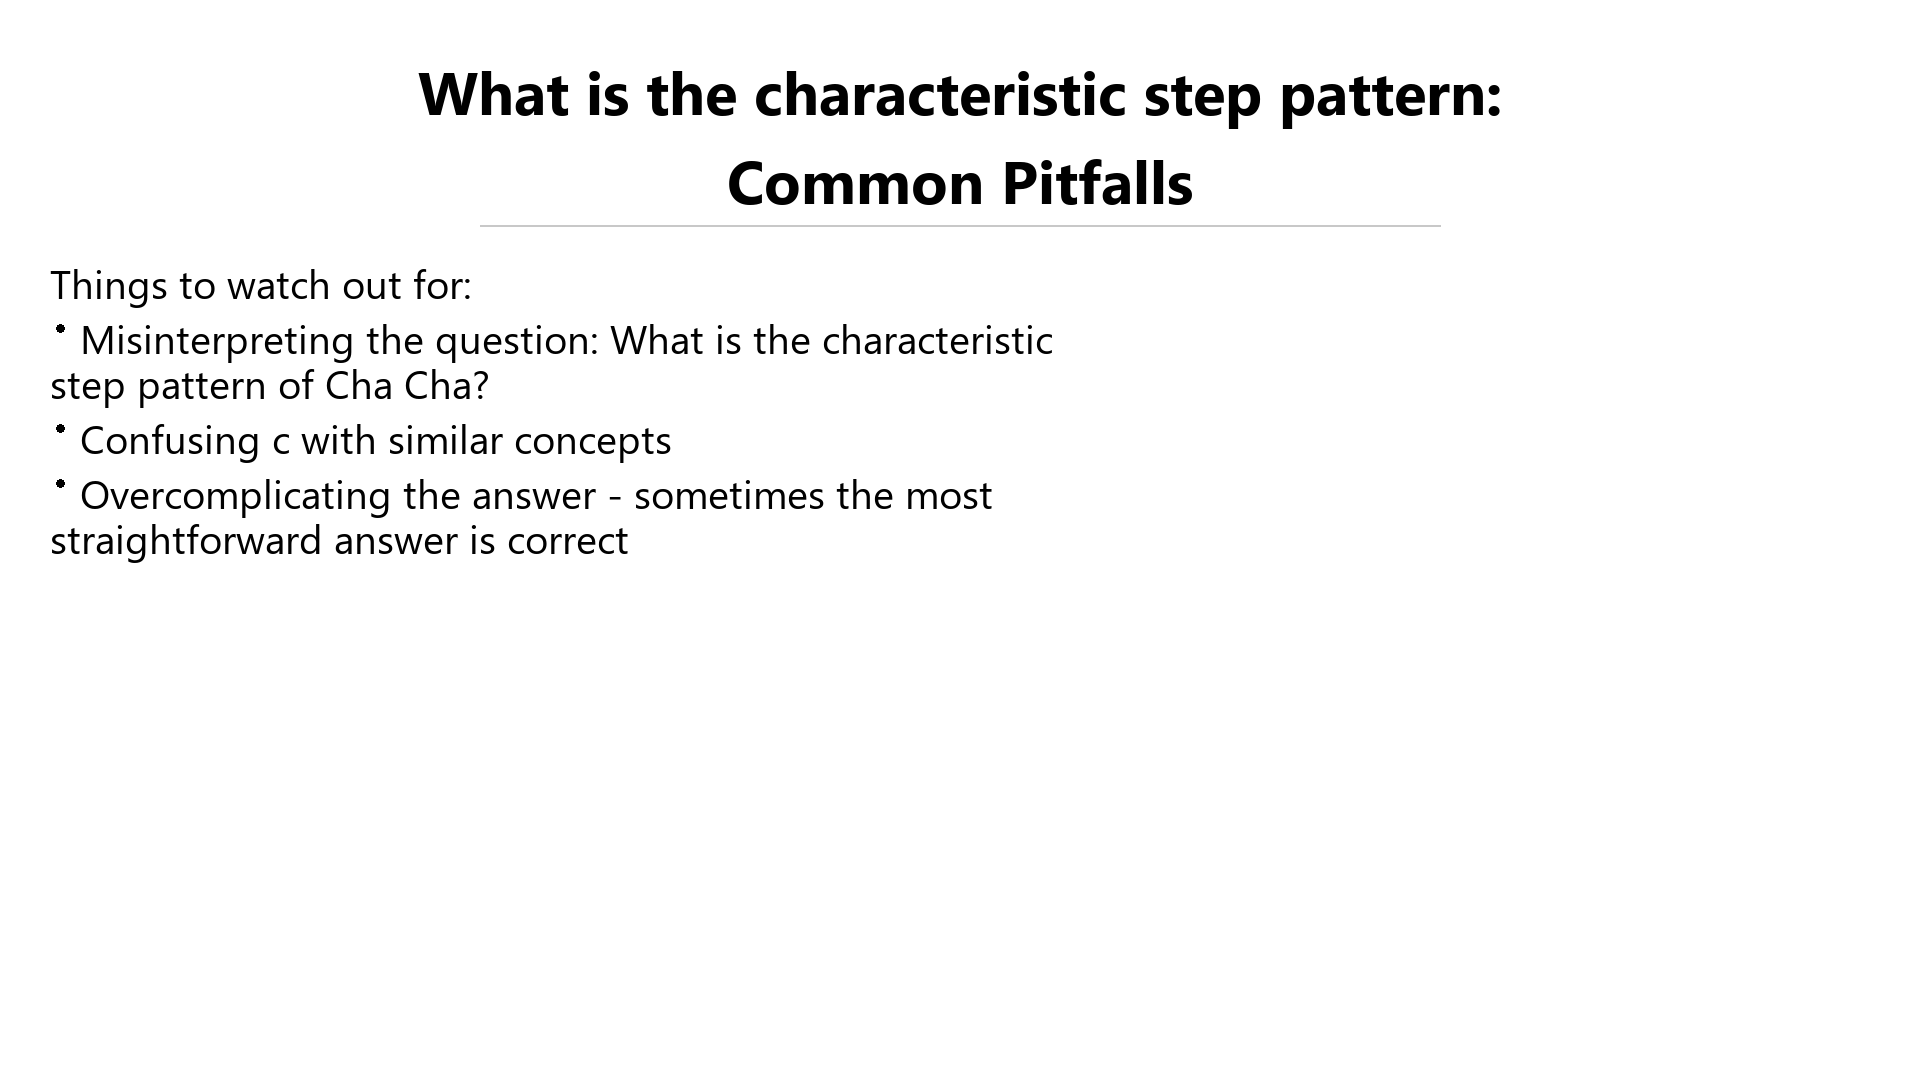 What is the characteristic step pattern:
Common Pitfalls
Things to watch out for:
• Misinterpreting the question: What is the characteristic
step pattern of Cha Cha?
• Confusing c with similar concepts
• Overcomplicating the answer - sometimes the most
straightforward answer is correct